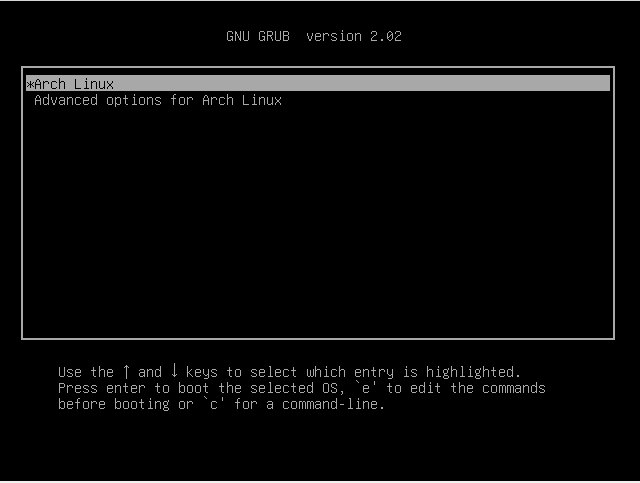 GNU GRUB  version 2.02
*Arch Linux
Advanced options for Arch Linux
Use the ↑ and ↓ keys to select which entry is highlighted.
Press enter to boot the selected OS, `e' to edit the commands
before booting or `c' for a command-line.